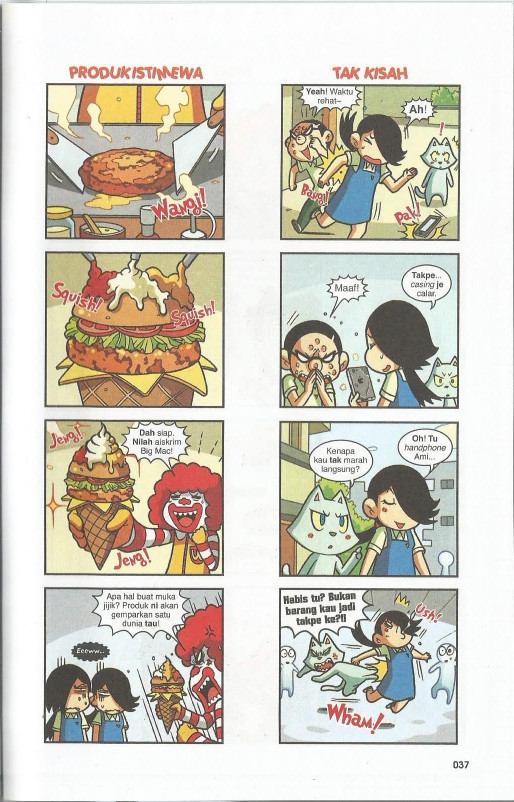 PRODUK ISTIMEWA
Wangi!
Squish!
Squish!
Jeng!
Dah siap.
Nilah aiskrim
Big Mac!
Jeng!
Apa hal buat muka
jijik? Produk ni akan
gemparkan satu
dunia tau!
Eeeww...
TAK KISAH
Yeah! Waktu
rehat~
Ah!
!
Bang!
Pak!
Maaf!
Takpe...
casing je
calar.
Kenapa
kau tak marah
langsung?
Oh! Tu
handphone
Ami...
Habis tu? Bukan
barang kau jadi
takpe ke?!!
Ush!
Wham!
037